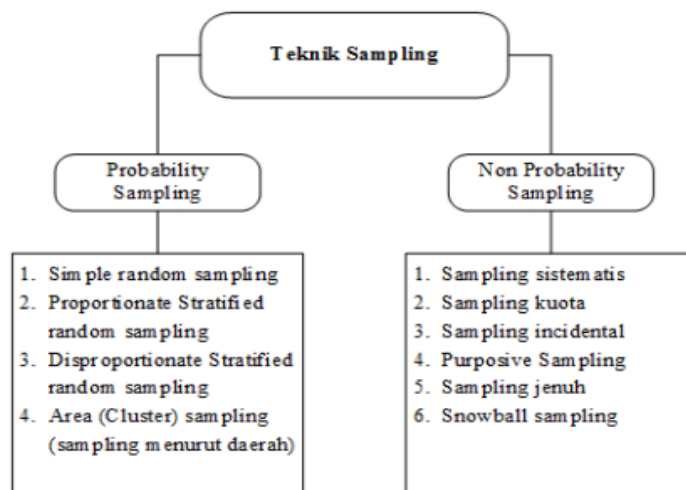 Teknik Sampling
Probability
Sampling
Non Probability
Sampling
1. Simple random sampling
2. Proportionate Stratified
random sampling
3. Disproportionate Stratified
random sampling
4. Area (Cluster) sampling
(sampling menurut daerah)
1. Sampling sistematis
2. Sampling kuota
3. Sampling incidental
4. Purposive Sampling
5. Sampling jenuh
6. Snowball sampling